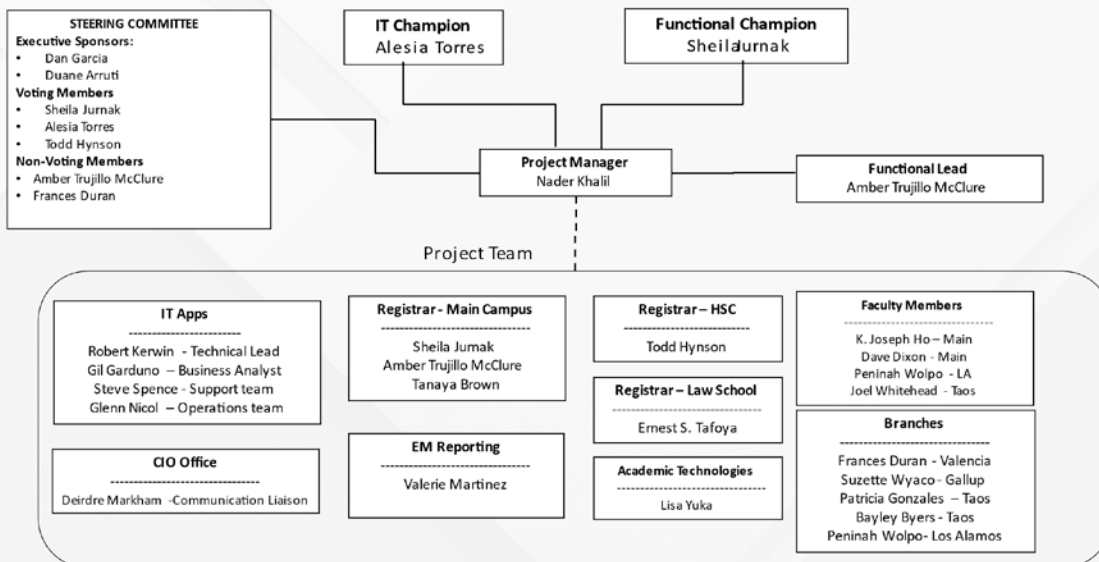 STEERING COMMITTEE
Executive Sponsors:
• Dan Garcia
• Duane Arruti
Voting Members
• Sheila Jurnak
• Alesia Torres
• Todd Hynson
Non-Voting Members
• Amber Trujillo McClure
• Frances Duran
IT Champion
Alesia Torres
Functional Champion
Sheila Jurnak
Project Manager
Nader Khalil
Functional Lead
Amber Trujillo McClure
Project Team
IT Apps
------------------------
Robert Kerwin - Technical Lead
Gil Garduno – Business Analyst
Steve Spence - Support team
Glenn Nicol – Operations team
CIO Office
--------------------------------
Deirdre Markham -Communication Liaison
Registrar - Main Campus
--------------------------------
Sheila Jurnak
Amber Trujillo McClure
Tanaya Brown
EM Reporting
--------------------------------
Valerie Martinez
Registrar – HSC
--------------------------------
Todd Hynson
Registrar – Law School
--------------------------------
Ernest S. Tafoya
Academic Technologies
--------------------------------
Lisa Yuka
Faculty Members
--------------------------------
K. Joseph Ho – Main
Dave Dixon - Main
Peninah Wolpo - LA
Joel Whitehead - Taos
Branches
--------------------------------
Frances Duran - Valencia
Suzette Wyaco - Gallup
Patricia Gonzales – Taos
Bayley Byers - Taos
Peninah Wolpo- Los Alamos